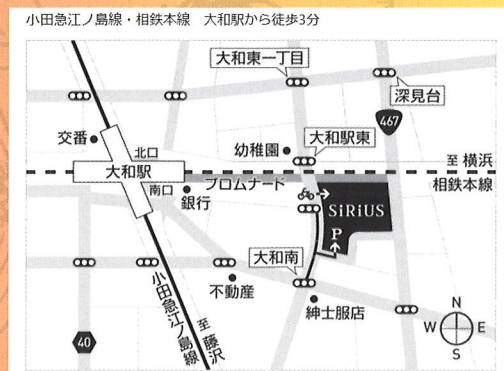 小田急江ノ島線・相鉄本線　大和駅から徒歩3分
大和東一丁目
深見台
467
交番
北口
幼稚園
大和駅東
至 横浜
大和駅
相鉄本線
南口
プロムナード
銀行
SiRiUS
P
大和南
不動産
小田急江ノ島線
至 藤沢
紳士服店
40
N
W
E
S